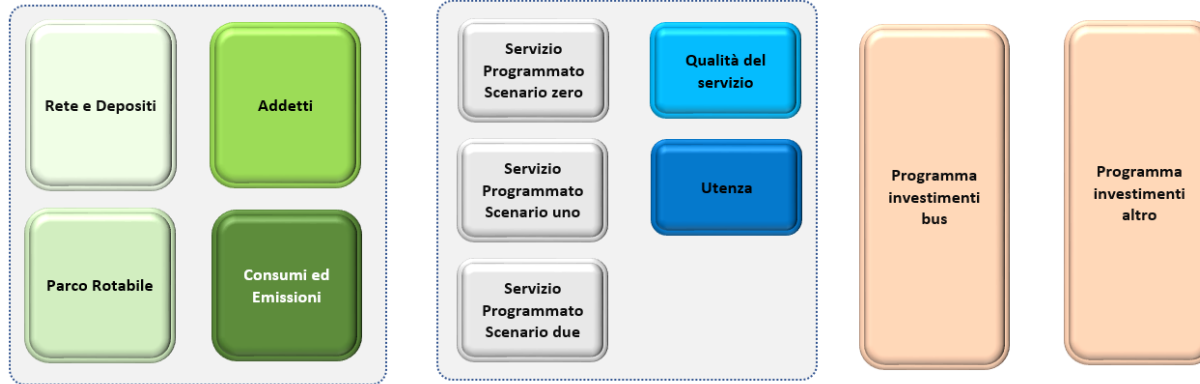 Rete e Depositi
Addetti
Parco Rotabile
Consumi ed
Emissioni
Servizio
Programmato
Scenario zero
Qualità del
servizio
Servizio
Programmato
Scenario uno
Utenza
Servizio
Programmato
Scenario due
Programma
investimenti
bus
Programma
investimenti
altro